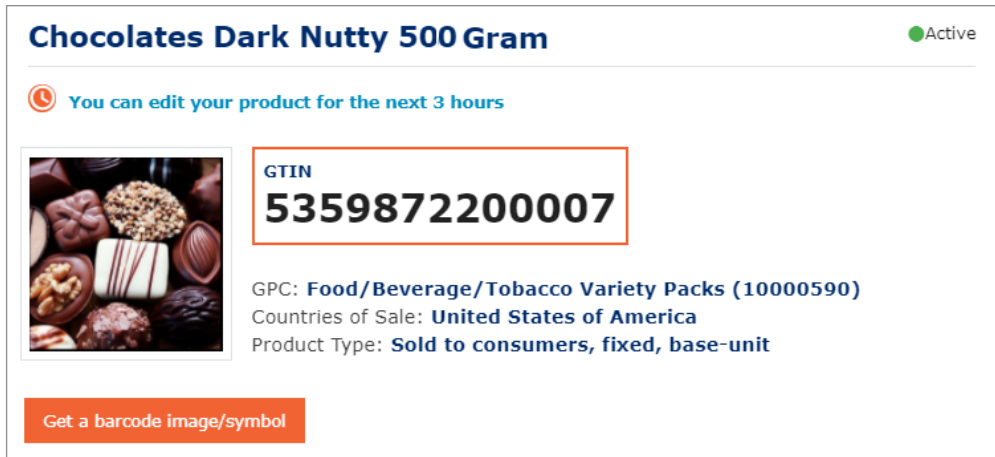 Chocolates Dark Nutty 500 Gram
Active
You can edit your product for the next 3 hours
GTIN
5359872200007
GPC: Food/Beverage/Tobacco Variety Packs (10000590)
Countries of Sale: United States of America
Product Type: Sold to consumers, fixed, base-unit
Get a barcode image/symbol